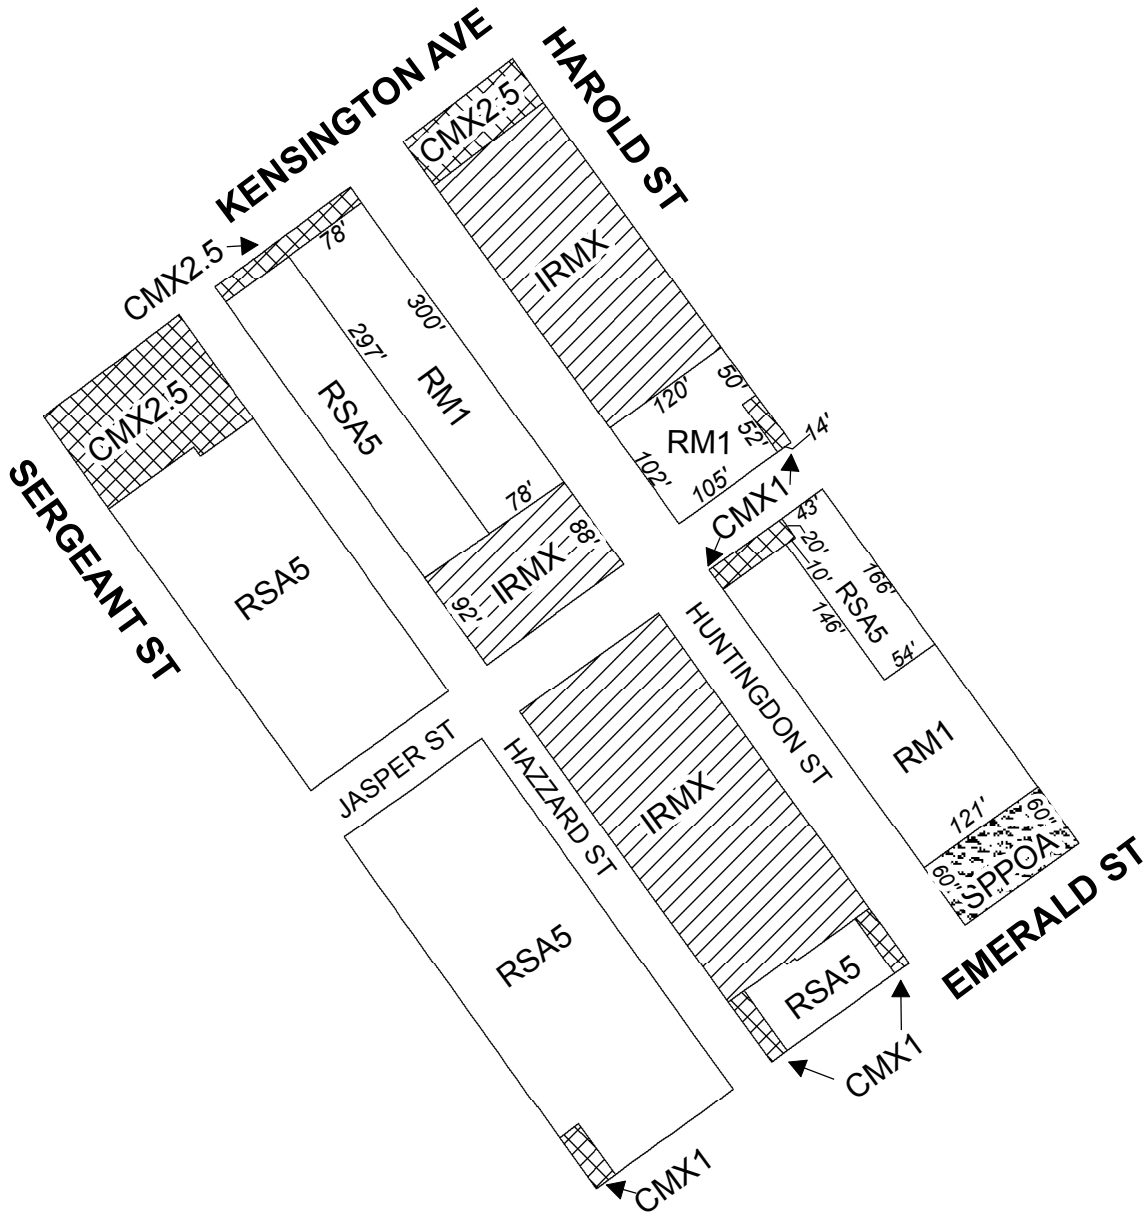 KENSINGTON AVE
HAROLD ST
CMX2.5
IRMX
CMX2.5
78'
300'
297'
RM1
RSA5
CMX2.5
SERGEANT ST
RSA5
50'
120'
RM1
52'
14'
102'
105'
CMX1
78'
88'
IRMX
92'
43'
20'
10'
166'
RSA5
146'
54'
HUNTINGDON ST
RM1
JASPER ST
HAZZARD ST
IRMX
121'
60"
60'
SPPOA
EMERALD ST
RSA5
RSA5
CMX1
CMX1